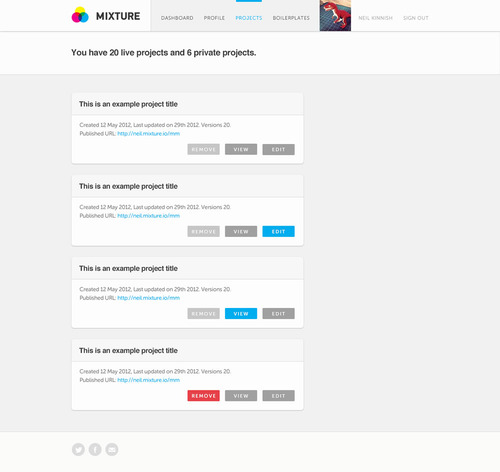 MIXTURE
DASHBOARD PROFILE PROJECTS BOILERPLATES NEIL KINNISH SIGN OUT
You have 20 live projects and 6 private projects.
This is an example project title
Created 12 May 2012, Last updated on 29th 2012. Versions 20.
Published URL: http://neil.mixture.io/mm
REMOVE VIEW EDIT
This is an example project title
Created 12 May 2012, Last updated on 29th 2012. Versions 20.
Published URL: http://neil.mixture.io/mm
REMOVE VIEW EDIT
This is an example project title
Created 12 May 2012, Last updated on 29th 2012. Versions 20.
Published URL: http://neil.mixture.io/mm
REMOVE VIEW EDIT
This is an example project title
Created 12 May 2012, Last updated on 29th 2012. Versions 20.
Published URL: http://neil.mixture.io/mm
REMOVE VIEW EDIT